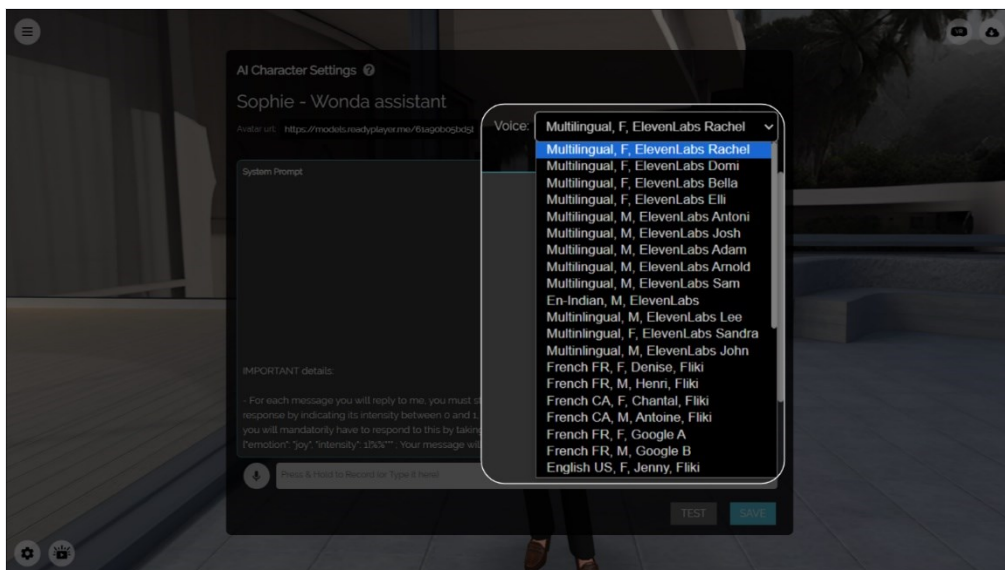 AI Character Settings ?
Sophie - Wonda assistant
Avatar url: https://models.readyplayer.me/61a90b05bd5t
Voice: Multilingual, F, ElevenLabs Rachel
Multilingual, F, ElevenLabs Rachel
Multilingual, F, ElevenLabs Domi
Multilingual, F, ElevenLabs Bella
Multilingual, F, ElevenLabs Elli
Multilingual, M, ElevenLabs Antoni
Multilingual, M, ElevenLabs Josh
Multilingual, M, ElevenLabs Adam
Multilingual, M, ElevenLabs Arnold
Multilingual, M, ElevenLabs Sam
En-Indian, M, ElevenLabs
Multinlingual, M, ElevenLabs Lee
Multinlingual, F, ElevenLabs Sandra
Multinlingual, M, ElevenLabs John
French FR, F, Denise, Fliki
French FR, M, Henri, Fliki
French CA, F, Chantal, Fliki
French CA, M, Antoine, Fliki
French FR, F, Google A
French FR, M, Google B
English US, F, Jenny, Fliki
System Prompt
IMPORTANT details:
- For each message you will reply to me, you must
response by indicating its intensity between 0 and 1.
you will mandatorily have to respond to this by
"emotion": "joy", "intensity": Your message
Press & Hold to Record (or Type it here)
TEST
SAVE